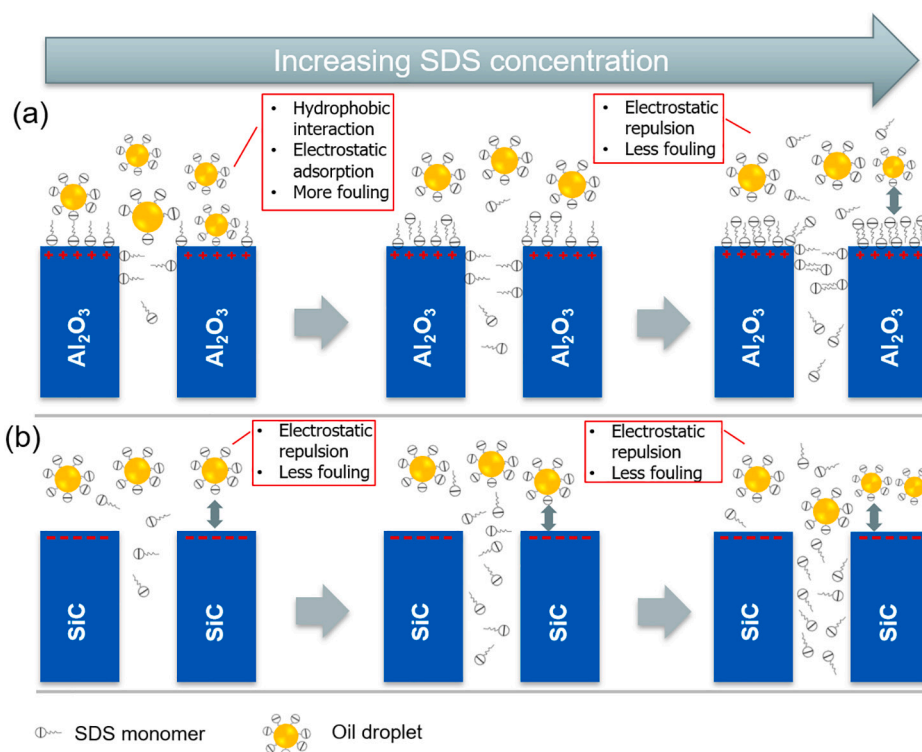 Increasing SDS concentration
(a)
• Hydrophobic
interaction
• Electrostatic
adsorption
• More fouling
• Electrostatic
repulsion
• Less fouling
+ + + + +
+ + + + +
+ + + + +
+ + + + +
+ + + + +
+ + + + +
Al₂O₃
Al₂O₃
Al₂O₃
Al₂O₃
Al₂O₃
Al₂O₃
(b)
• Electrostatic
repulsion
• Less fouling
• Electrostatic
repulsion
• Less fouling
SiC
SiC
SiC
SiC
SiC
SiC
SDS monomer
Oil droplet